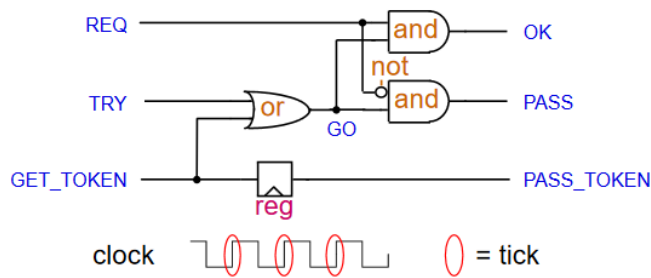 REQ
and
OK
not
TRY
or
and
PASS
GO
GET_TOKEN
PASS_TOKEN
reg
clock
= tick